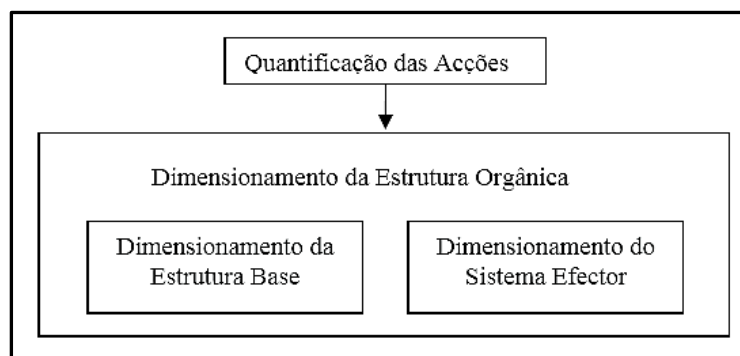 Quantificação das Acções
Dimensionamento da Estrutura Orgânica
Dimensionamento da
Estrutura Base
Dimensionamento do
Sistema Efector